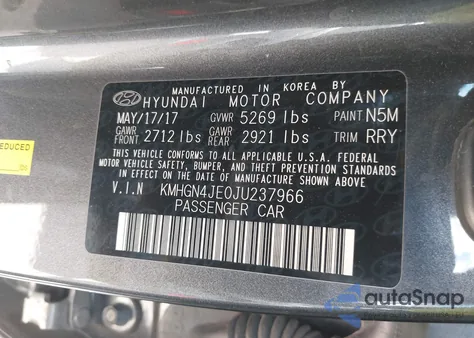 MANUFACTURED IN KOREA BY
HYUNDAI MOTOR COMPANY
MAY/17/17 GVWR 5269 lbs PAINT N5M
GAWR FRONT 2712 lbs GAWR REAR 2921 lbs TRIM RRY
THIS VEHICLE CONFORMS TO ALL APPLICABLE U.S.A. FEDERAL
MOTOR VEHICLE SAFETY, BUMPER, AND THEFT PREVENTION STANDARDS
IN EFFECT ON THE DATE OF MANUFACTURE SHOWN ABOVE.
V.I.N KMHGN4JE0JU237966
PASSENGER CAR
EDUCED
autoSnap